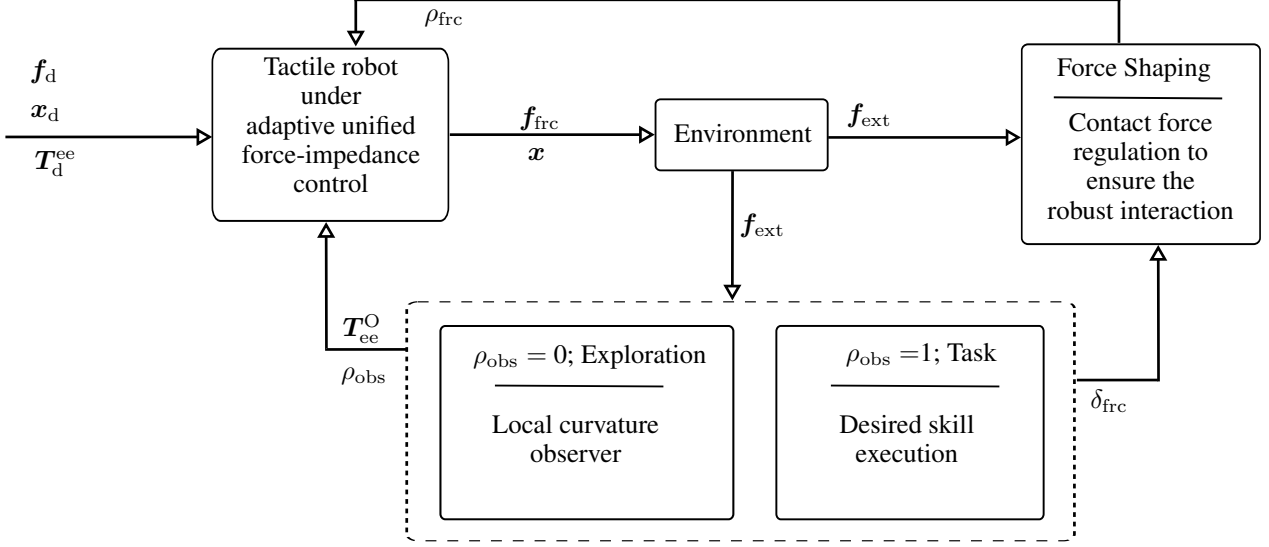 ρ_frc
f_d
x_d
T_d^ee
Tactile robot
under
adaptive unified
force-impedance
control
f_frc
x
Environment
f_ext
Force Shaping
Contact force
regulation to
ensure the
robust interaction
f_ext
T_ee^O
ρ_obs
ρ_obs = 0; Exploration
Local curvature
observer
ρ_obs =1; Task
Desired skill
execution
δ_frc